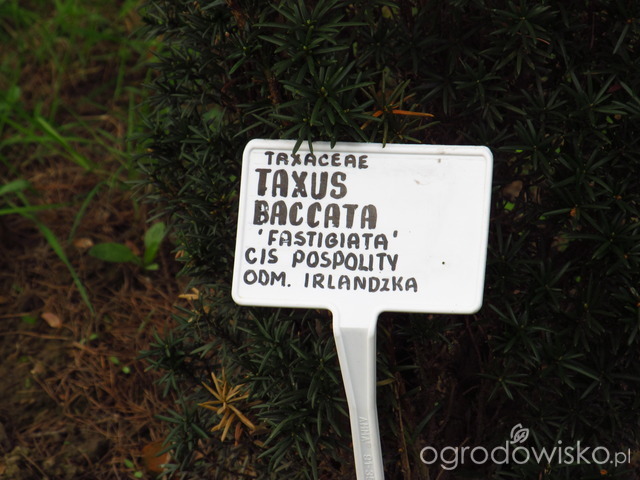 TAXACEAE
TAXUS
BACCATA
'FASTIGIATA'
CIS POSPOLITY
ODM. IRLANDZKA
ogrodowisko.pl